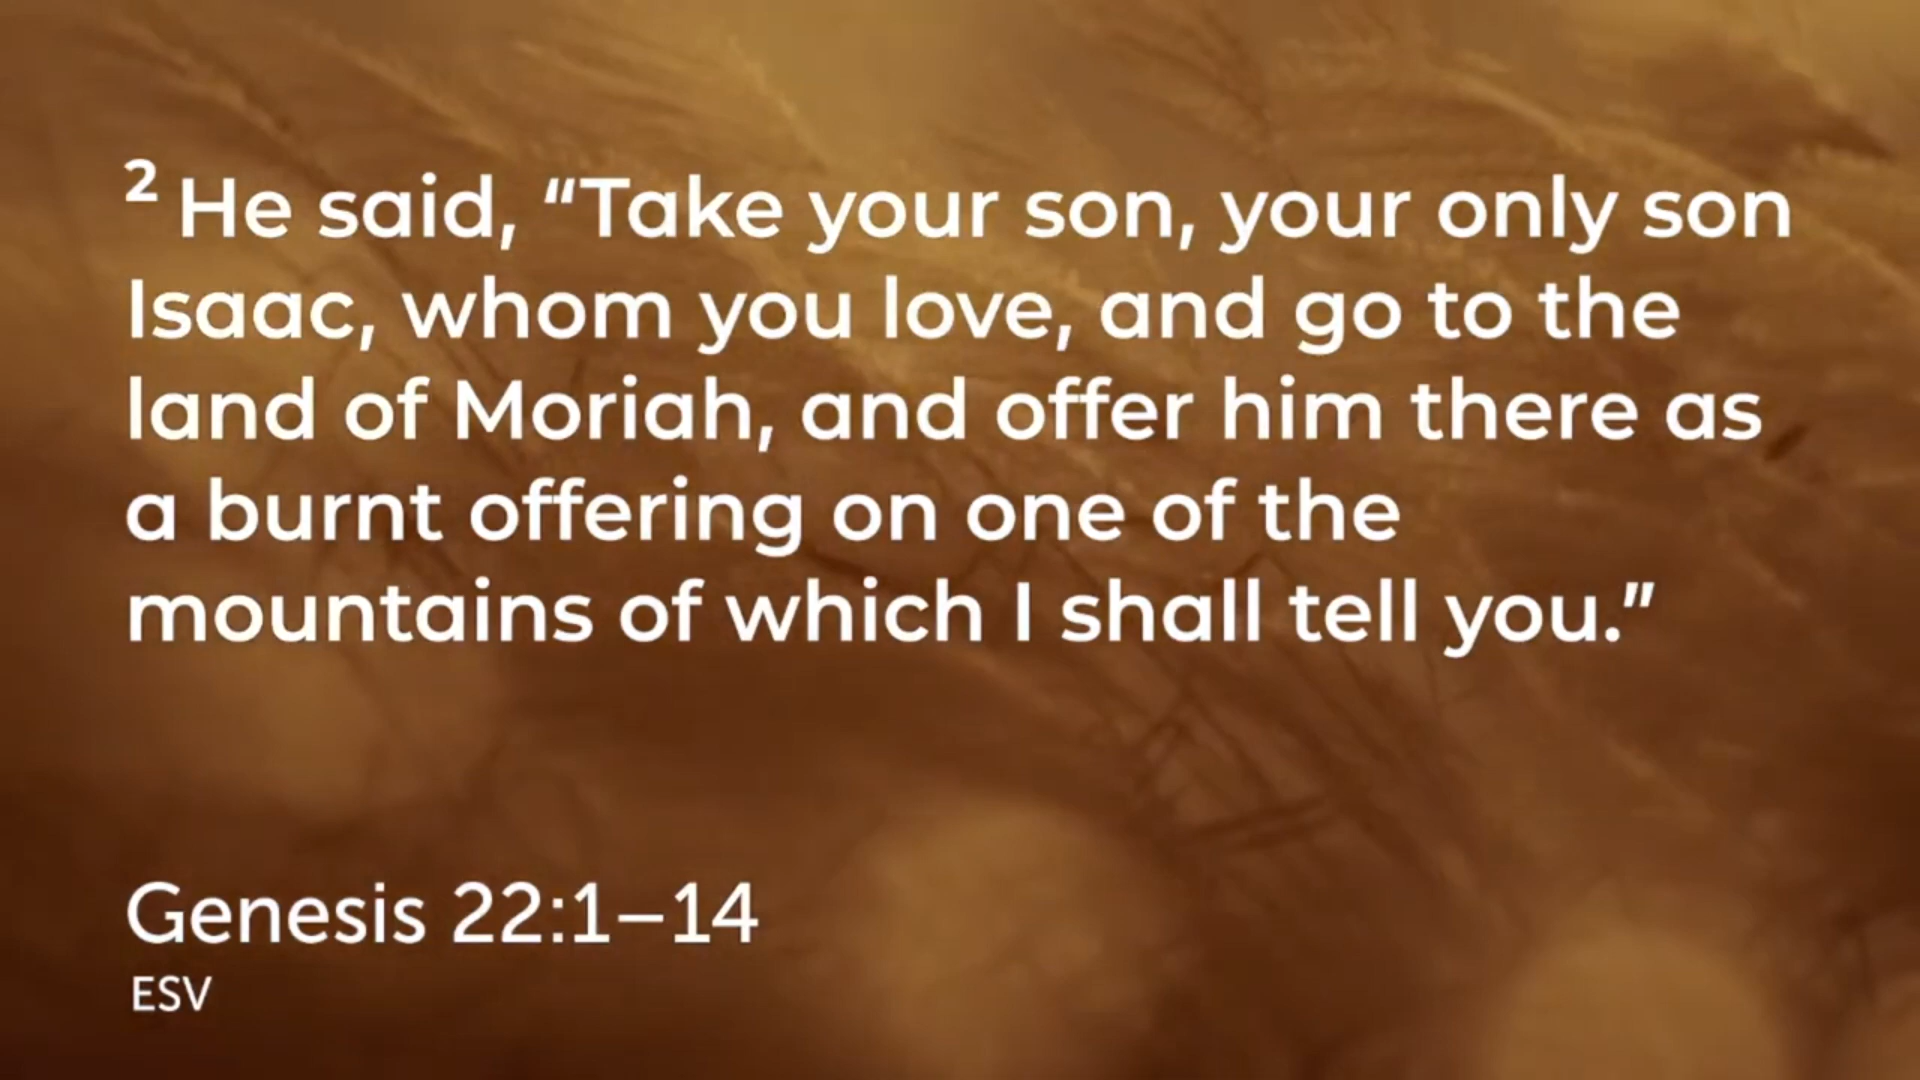 2 He said, “Take your son, your only son
Isaac, whom you love, and go to the
land of Moriah, and offer him there as
a burnt offering on one of the
mountains of which I shall tell you.”
Genesis 22:1–14
ESV